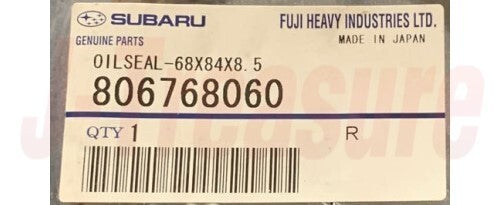 SUBARU
FUJI HEAVY INDUSTRIES LTD.
GENUINE PARTS
MADE IN JAPAN
OILSEAL-68X84X8.5
806768060
QTY 1
R